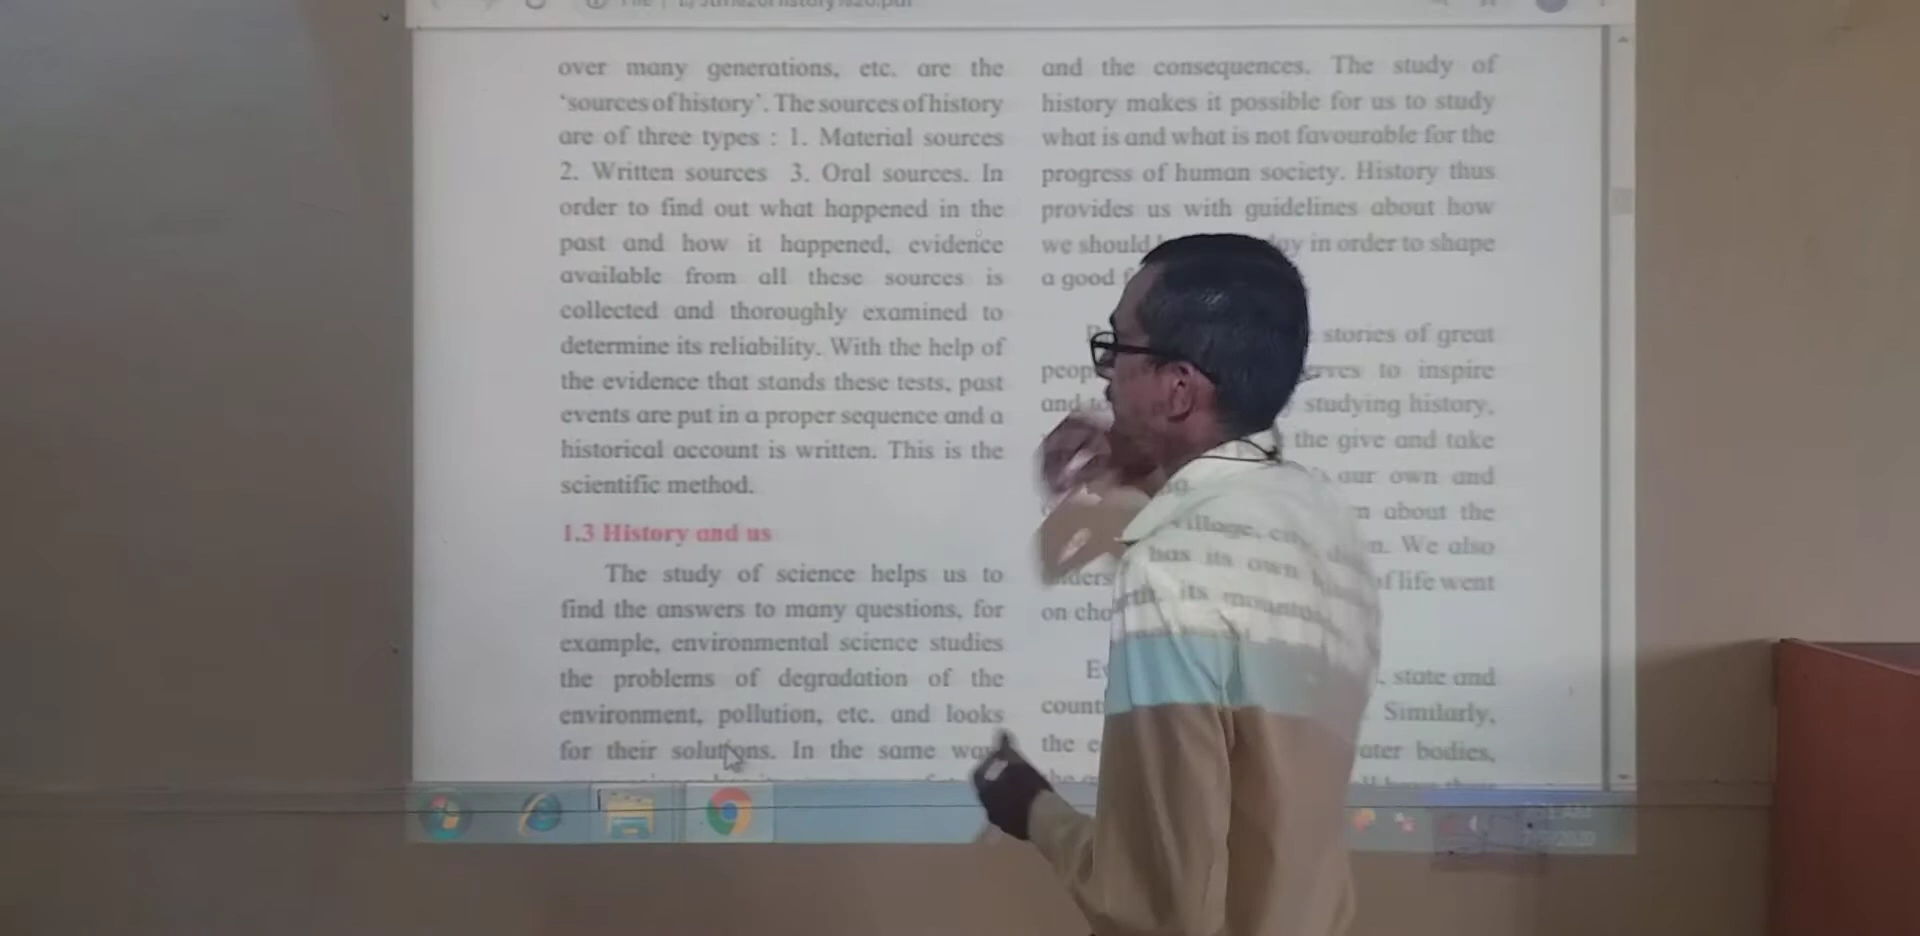 over many generations, etc. are the
'sources of history'. The sources of history
are of three types : 1. Material sources
2. Written sources 3. Oral sources. In
order to find out what happened in the
past and how it happened, evidence
available from all these sources is
collected and thoroughly examined to
determine its reliability. With the help of
the evidence that stands these tests, past
events are put in a proper sequence and a
historical account is written. This is the
scientific method.
1.3 History and us
The study of science helps us to
find the answers to many questions, for
example, environmental science studies
the problems of degradation of the
environment, pollution, etc. and looks
for their solutions. In the same way
and the consequences. The study of
history makes it possible for us to study
what is and what is not favourable for the
progress of human society. History thus
provides us with guidelines about how
we should in order to shape
a good
stories of great
to inspire
and studying history,
the give and take
our own and
about the
We also
of life went
on
village,
has its own
its
state and
Similarly,
the bodies,